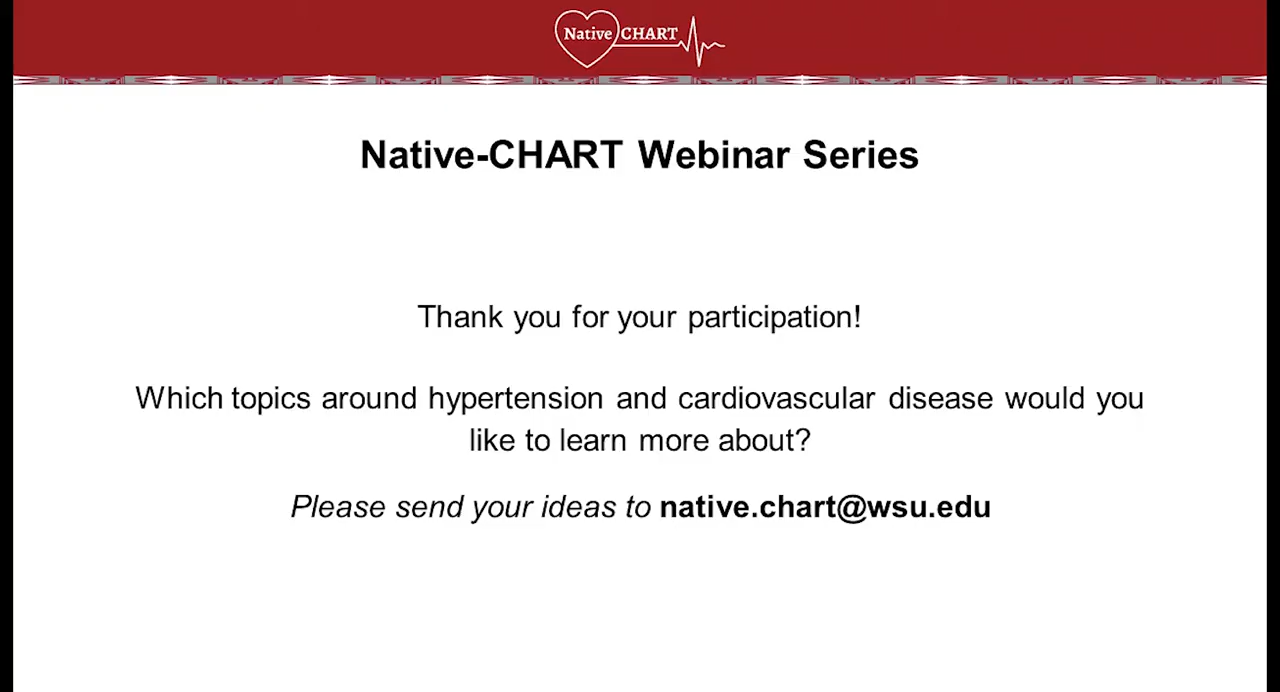 Native CHART
Native-CHART Webinar Series
Thank you for your participation!
Which topics around hypertension and cardiovascular disease would you
like to learn more about?
Please send your ideas to native.chart@wsu.edu